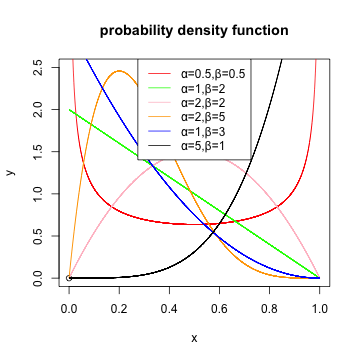 probability density function
α=0.5,β=0.5
α=1,β=2
α=2,β=2
α=2,β=5
α=1,β=3
α=5,β=1
y
2.5
2.0
1.5
1.0
0.5
0.0
0.0 0.2 0.4 0.6 0.8 1.0
x